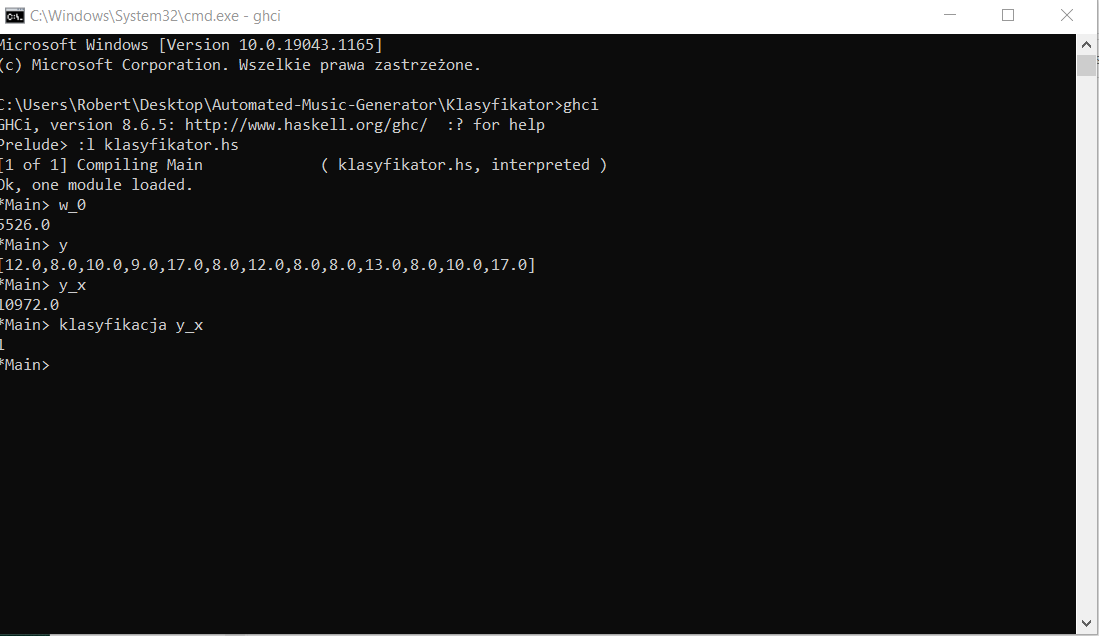 C:\Windows\System32\cmd.exe - ghci
Microsoft Windows [Version 10.0.19043.1165]
(c) Microsoft Corporation. Wszelkie prawa zastrzeżone.
C:\Users\Robert\Desktop\Automated-Music-Generator\Klasyfikator>ghci
GHCi, version 8.6.5: http://www.haskell.org/ghc/  :? for help
Prelude> :l klasyfikator.hs
[1 of 1] Compiling Main             ( klasyfikator.hs, interpreted )
Ok, one module loaded.
*Main> w_0
5526.0
*Main> y
[12.0,8.0,10.0,9.0,17.0,8.0,12.0,8.0,8.0,13.0,8.0,10.0,17.0]
*Main> y_x
10972.0
*Main> klasyfikacja y_x
1
*Main>